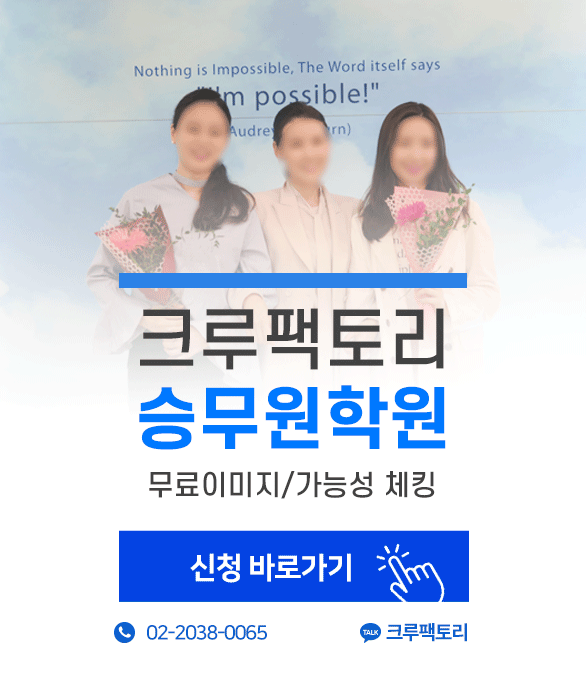 Nothing is Impossible, The Word itself says
"I'm possible!"
(Audrey
크루팩토리
승무원학원
무료이미지/가능성 체킹
신청 바로가기
02-2038-0065
TALK 크루팩토리